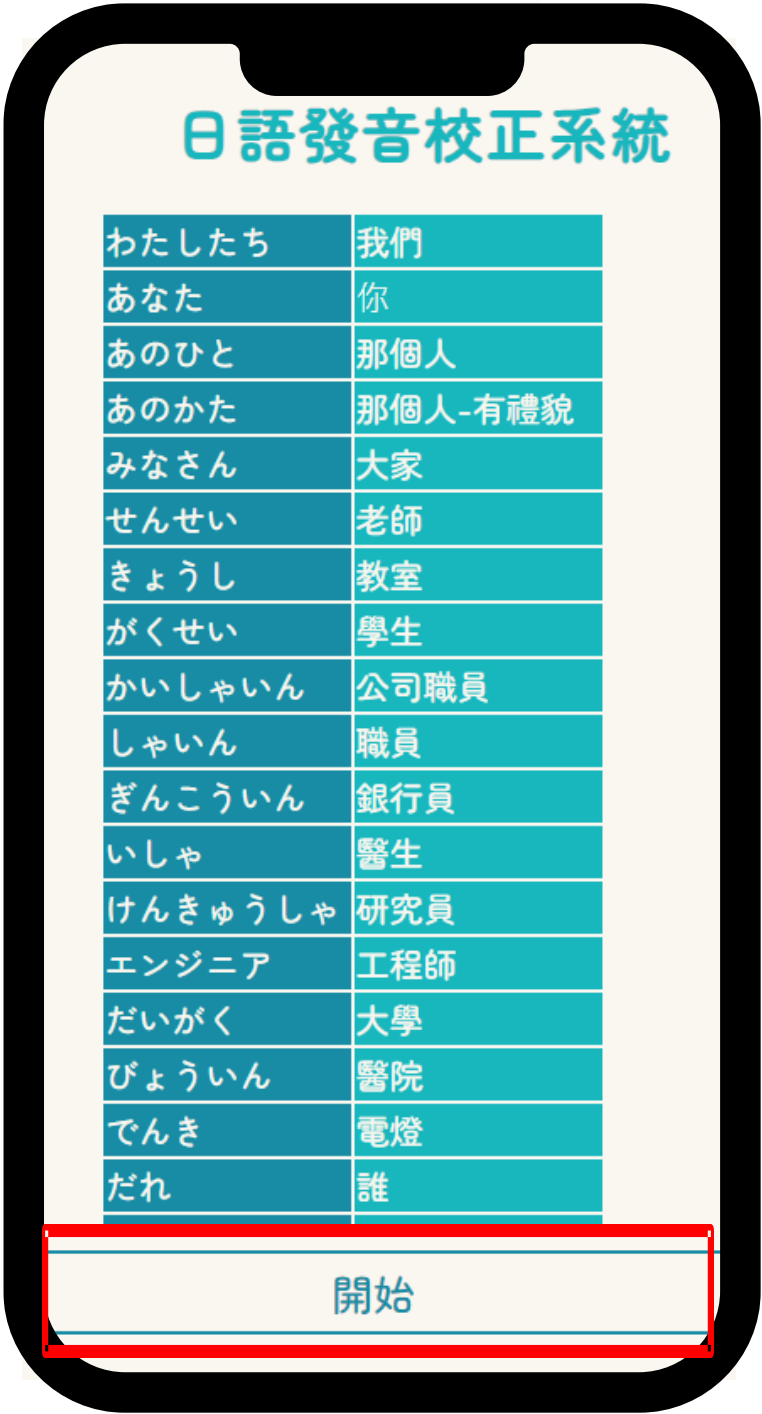 日語發音校正系統
わたしたち 我們
あなた 你
あのひと 那個人
あのかた 那個人-有禮貌
みなさん 大家
せんせい 老師
きょうし 教室
がくせい 學生
かいしゃいん 公司職員
しゃいん 職員
ぎんこういん 銀行員
いしゃ 醫生
けんきゅうしゃ 研究員
エンジニア 工程師
だいがく 大學
びょういん 醫院
でんき 電燈
だれ 誰
開始